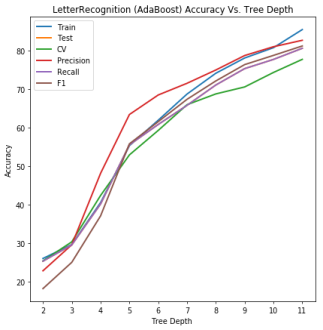 LetterRecognition (AdaBoost) Accuracy Vs. Tree Depth
Train
Test
CV
Precision
Recall
F1
80
70
60
50
40
30
20
Accuracy
2 3 4 5 6 7 8 9 10 11
Tree Depth